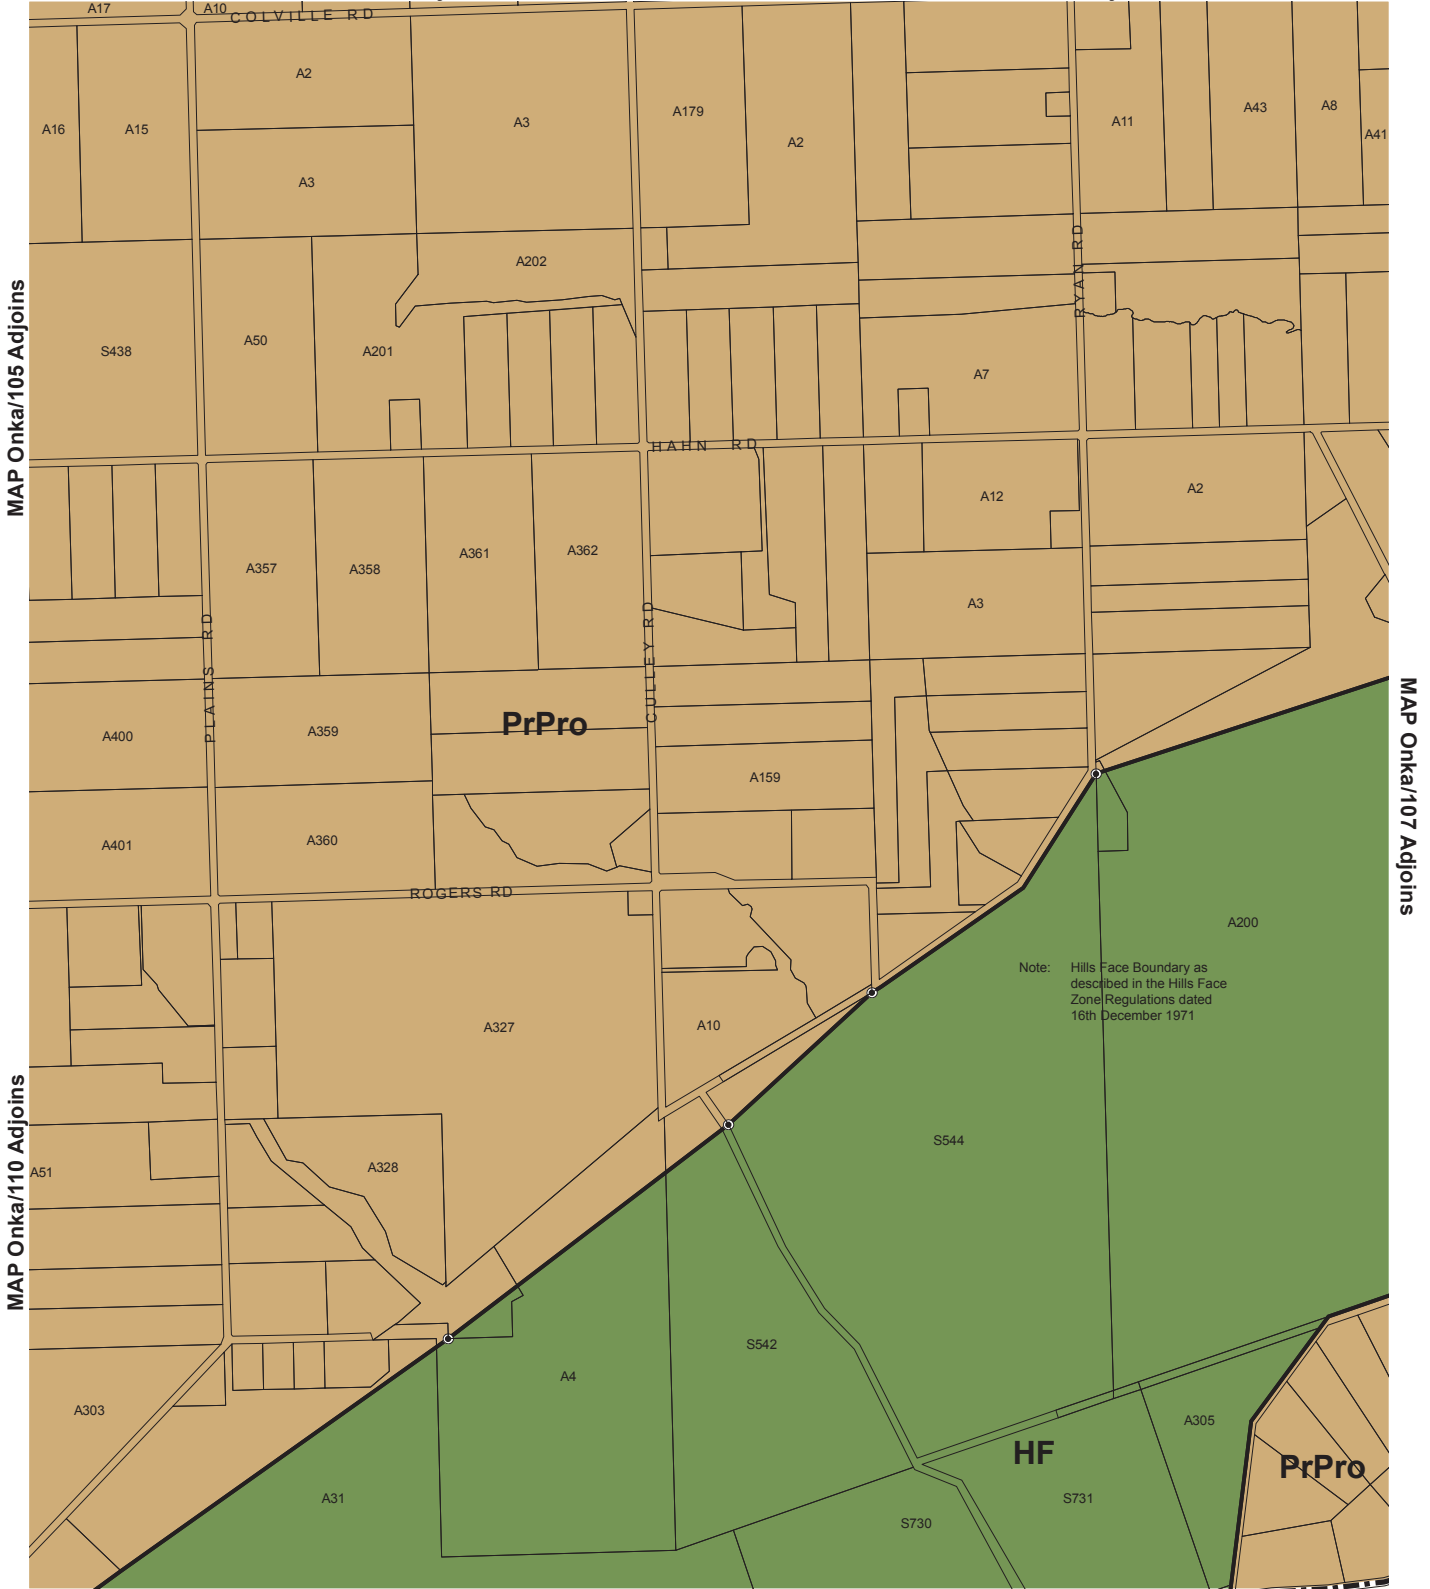 A17
A10
COLVILLE RD
A2
A16
A15
A3
A179
A2
A11
A43
A8
A41
A3
RYAN RD
A202
S438
A50
A201
A7
MAP Onka/105 Adjoins
HAHN RD
A12
A2
A357
A358
A361
A362
A3
PLAINS RD
CULLEY RD
A400
A359
PrPro
A159
MAP Onka/107 Adjoins
A401
A360
ROGERS RD
A200
Note: Hills Face Boundary as
described in the Hills Face
Zone Regulations dated
16th December 1971
A327
A10
S544
MAP Onka/110 Adjoins
A51
A328
S542
A4
A303
A305
HF
PrPro
A31
S731
S730